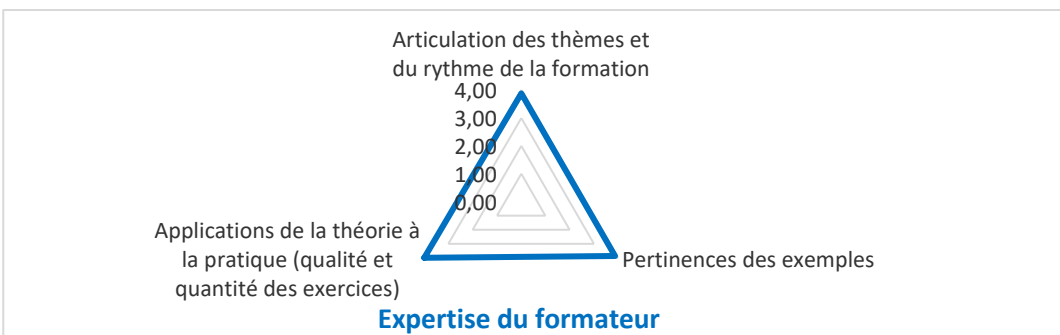 Articulation des thèmes et
du rythme de la formation
4,00
3,00
2,00
1,00
0,00
Applications de la théorie à
la pratique (qualité et
quantité des exercices)
Pertinences des exemples
Expertise du formateur